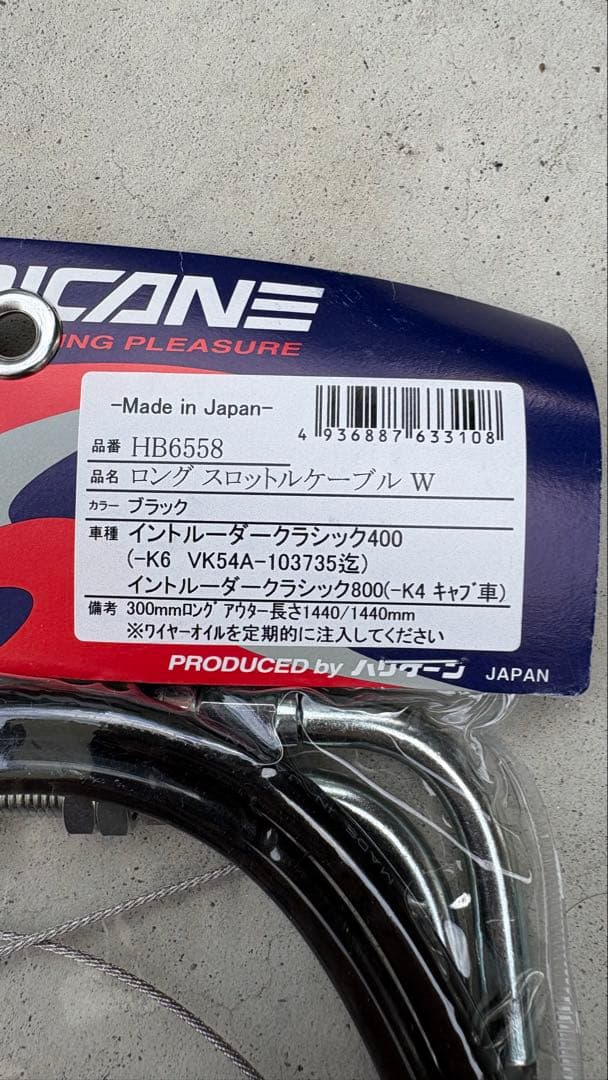 RICANE
ING PLEASURE
-Made in Japan-
4 936887 633108
品番 HB6558
品名 ロング スロットルケーブル W
カラー ブラック
車種 イントルーダークラシック400
(-K6 VK54A-103735迄)
イントルーダークラシック800(-K4 キャブ車)
備考 300mmロング アウター長さ1440/1440mm
※ワイヤーオイルを定期的に注入してください
PRODUCED by ハリケーン JAPAN
MADE IN